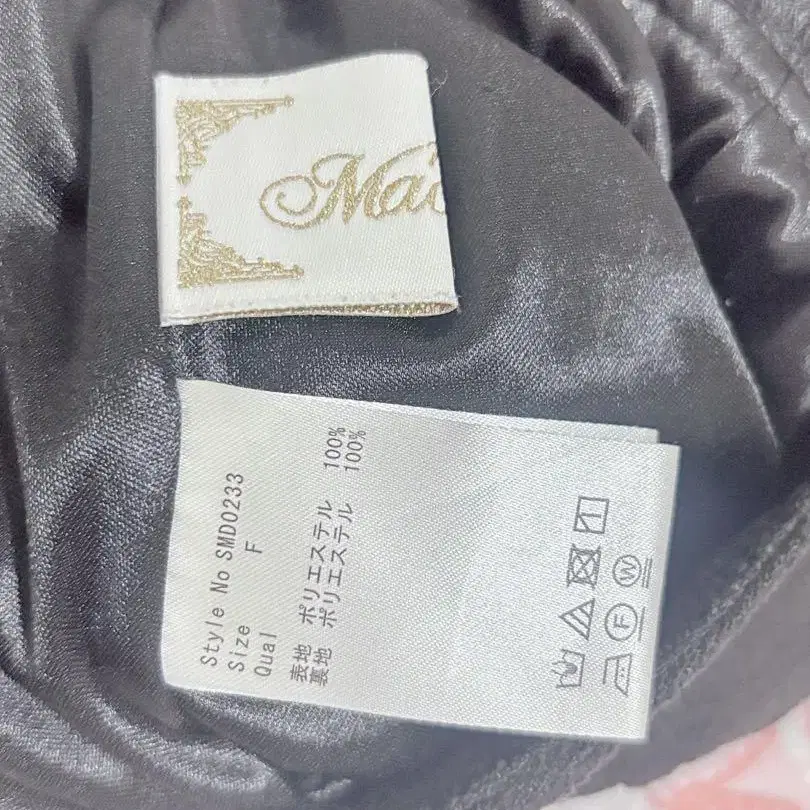 Style No SMD0233
Size F
Qual
表地 ポリエステル 100%
裏地 ポリエステル 100%
F
W